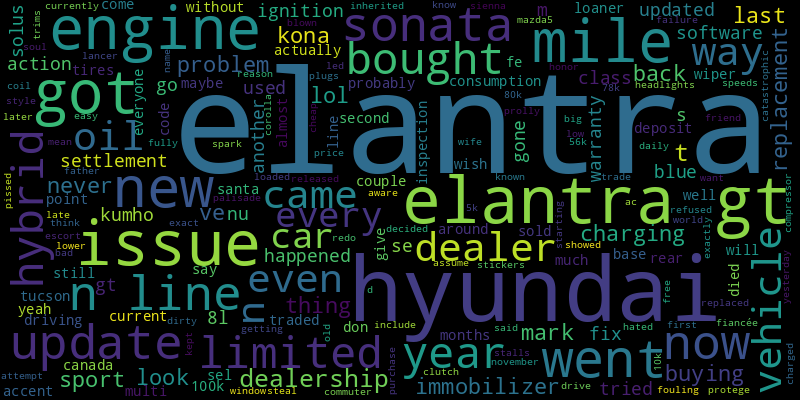 currently come without ignition loaner updated m last
solus trims engine sonata kona mile software way
inherited know sienna mazda5 blown failure
action soul lancer problem actually bought fe class back wiper replacement catastrophic
coil name reason led plugs honor headlights speeds
got go maybe used lol probably consumption 78k
style tires everyone code almost cheap line second 80k prolly
later easy corolla elantra gone big low 56k s deposit friend
oil mean fully spark another price inspection wife wish warranty daily t
settlement father loaded released couple known trade blue want
pissed hybrid never new santa palisade aware elantra gt well refused compressor
point kumho venu came every 5k ac world>
late think escort exact decided around sold starting base will
lower issue car redo give se dealer charging rear exactly
bad happened assume stickers showed much died vehicle yesterday
still say even hyundai
tucson n line gt n thing d free replaced
yeah current 8l dirty traded old include months said mark fix hated first fiancée
driving getting don
update kept limited year stalls went now
canada november 10k buying charged
sport look sel dealership purchase clutch
attempt 100k immobilizer drive tried fouling protege
accent multi windowsteal commuter